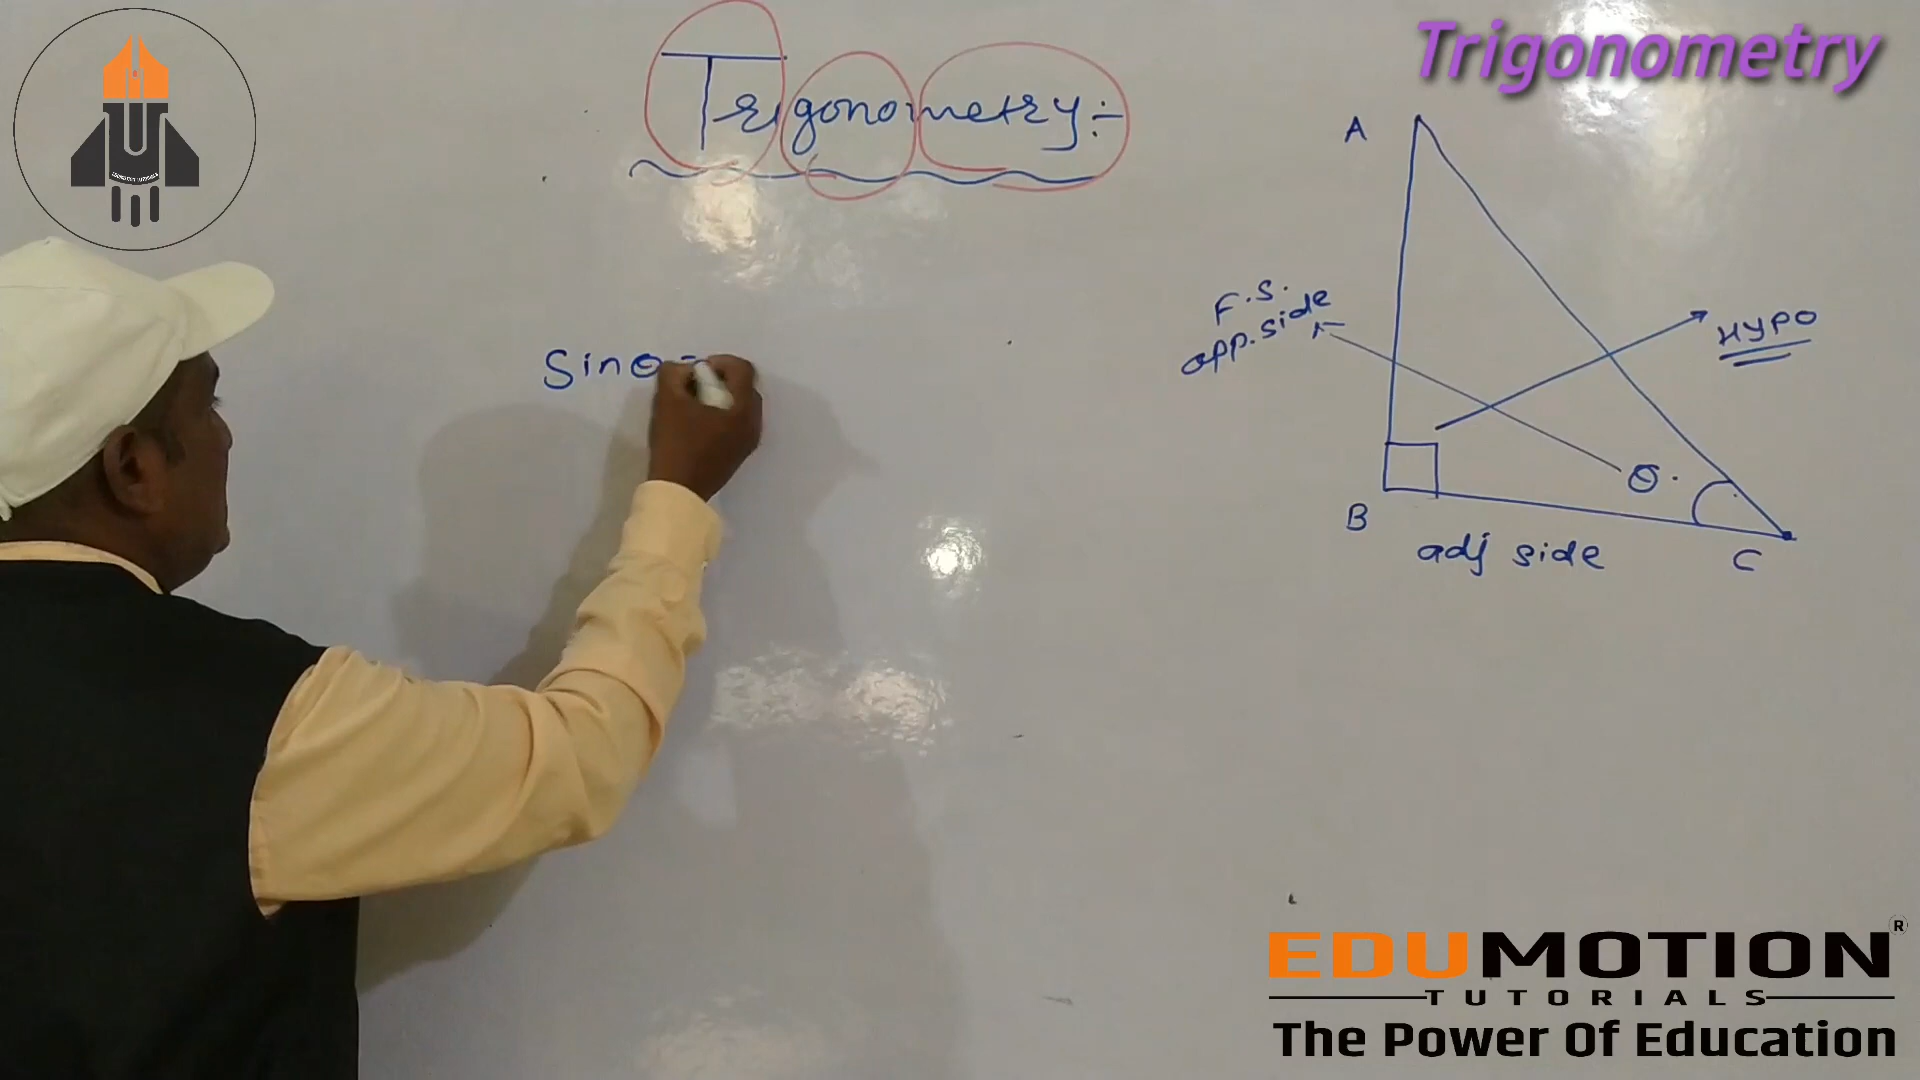 Trigonometry:-
Trigonometry
A
F.S.
opp. side
HYPO
Sinθ =
θ.
B
adj side
C
EDUMOTION®
TUTORIALS
The Power Of Education